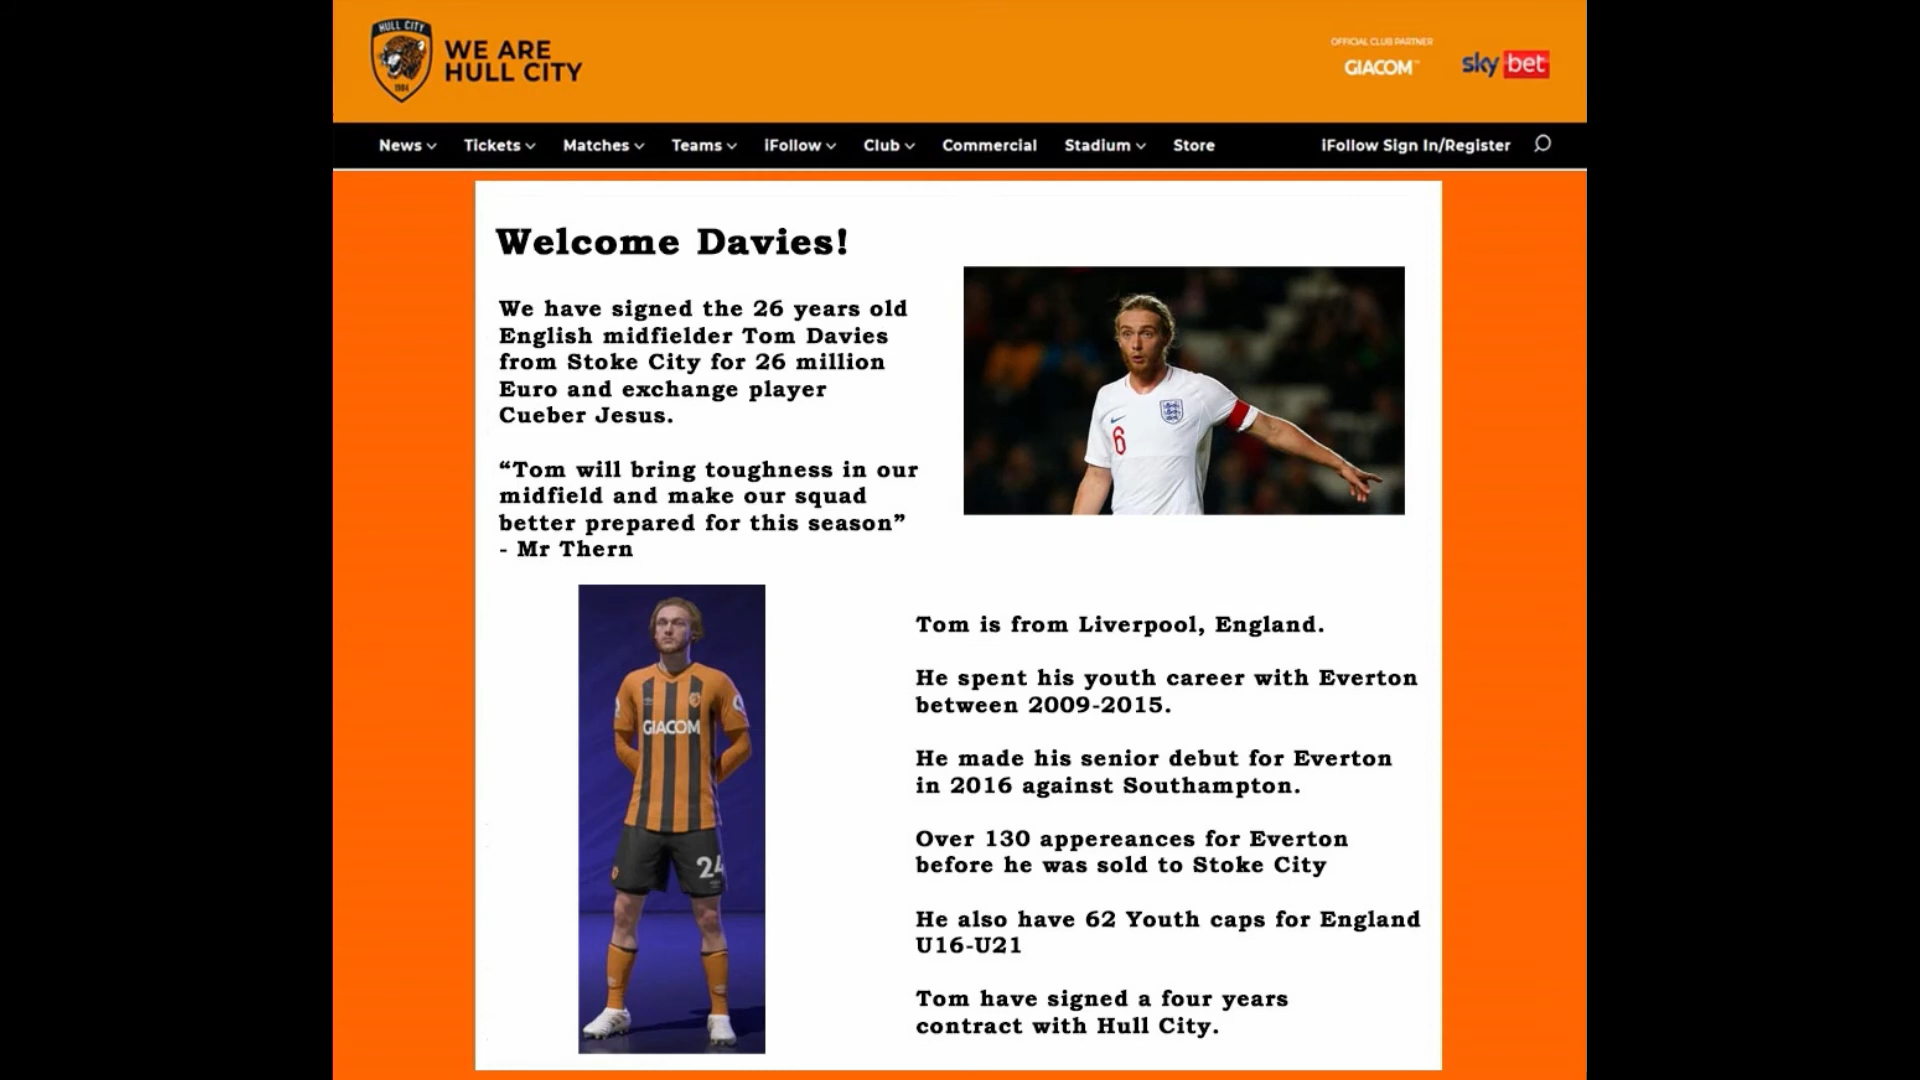 HULL CITY
1904
WE ARE
HULL CITY
OFFICIAL CLUB PARTNER
GIACOM™
sky bet
News
Tickets
Matches
Teams
iFollow
Club
Commercial
Stadium
Store
iFollow Sign In/Register
Welcome Davies!
We have signed the 26 years old
English midfielder Tom Davies
from Stoke City for 26 million
Euro and exchange player
Cueber Jesus.
“Tom will bring toughness in our
midfield and make our squad
better prepared for this season”
- Mr Thern
6
GIACOM
24
Tom is from Liverpool, England.
He spent his youth career with Everton
between 2009-2015.
He made his senior debut for Everton
in 2016 against Southampton.
Over 130 appereances for Everton
before he was sold to Stoke City
He also have 62 Youth caps for England
U16-U21
Tom have signed a four years
contract with Hull City.